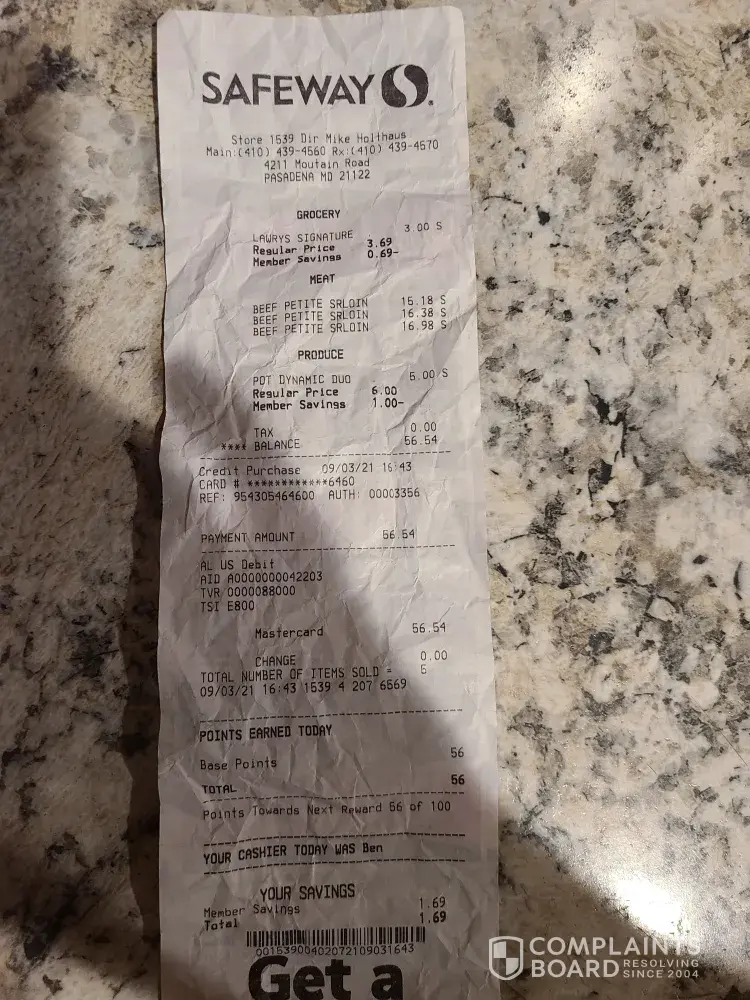 SAFEWAY
Store 1539 Dir Mike Holthaus
Main:(410) 439-4560 Rx:(410) 439-4570
4211 Moutain Road
PASADENA MD 21122
GROCERY
LAWRYS SIGNATURE 3.00 S
Regular Price 3.69
Member Savings 0.69-
MEAT
BEEF PETITE SRLOIN 15.18 S
BEEF PETITE SRLOIN 16.38 S
BEEF PETITE SRLOIN 16.98 S
PRODUCE
POT DYNAMIC DUO 5.00 S
Regular Price 6.00
Member Savings 1.00-
TAX 0.00
**** BALANCE 56.54
Credit Purchase 09/03/21 16:43
CARD # ************6460
REF: 954305464600 AUTH: 00003356
PAYMENT AMOUNT 56.54
AL US Debit
AID A0000000042203
TVR 0000088000
TSI E800
Mastercard 56.54
CHANGE 0.00
TOTAL NUMBER OF ITEMS SOLD = 5
09/03/21 16:43 1539 4 207 6569
POINTS EARNED TODAY
Base Points 56
TOTAL 56
Points Towards Next Reward 56 of 100
YOUR CASHIER TODAY WAS Ben
YOUR SAVINGS
Member Savings 1.69
Total 1.69
00153900402072109031643
Get a
COMPLAINTS
BOARD RESOLVING
SINCE 2004